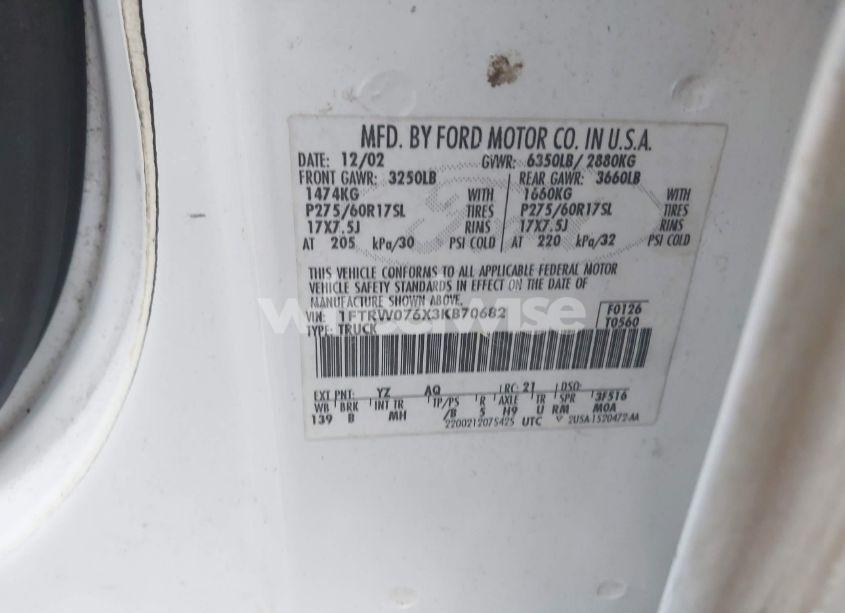 MFD. BY FORD MOTOR CO. IN U.S.A.
DATE: 12/02 GVWR: 6350LB/ 2880KG
FRONT GAWR: 3250LB REAR GAWR: 3660LB
1474KG WITH 1660KG WITH
P275/60R17SL TIRES P275/60R17SL TIRES
17X7.5J RIMS 17X7.5J RIMS
AT 205 kPa/30 PSI COLD AT 220 kPa/32 PSI COLD
THIS VEHICLE CONFORMS TO ALL APPLICABLE FEDERAL MOTOR
VEHICLE SAFETY STANDARDS IN EFFECT ON THE DATE OF
MANUFACTURE SHOWN ABOVE.
VIN: 1FTRW076X3KB70682 F0126
TYPE: TRUCK T0560
EXT PNT: YZ AQ RC: 21 DSO:
WB BRK INT TR TP/PS R AXLE TR SPR 3F516
139 B MH /B 5 H9 U RM M0A
2200212075425 UTC 2USA-1520472-AA